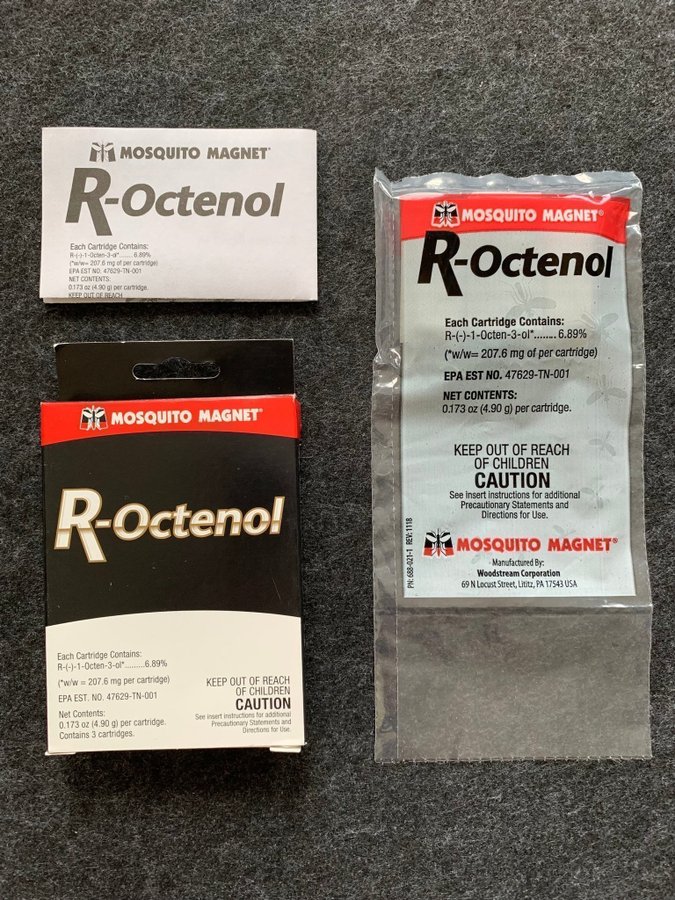 MOSQUITO MAGNET®
R-Octenol
Each Cartridge Contains:
R-(-)-1-Octen-3-ol*........6.89%
(*w/w= 207.6 mg of per cartridge)
EPA EST NO. 47629-TN-001
NET CONTENTS:
0.173 oz (4.90 g) per cartridge.
KEEP OUT OF REACH
MOSQUITO MAGNET®
R-Octenol
Each Cartridge Contains:
R-(-)-1-Octen-3-ol*.........6.89%
(*w/w = 207.6 mg per cartridge)
EPA EST. NO. 47629-TN-001
Net Contents:
0.173 oz (4.90 g) per cartridge.
Contains 3 cartridges.
KEEP OUT OF REACH
OF CHILDREN
CAUTION
See insert instructions for additional
Precautionary Statements and
Directions for Use.
MOSQUITO MAGNET®
R-Octenol
Each Cartridge Contains:
R-(-)-1-Octen-3-ol*........6.89%
(*w/w= 207.6 mg of per cartridge)
EPA EST NO. 47629-TN-001
NET CONTENTS:
0.173 oz (4.90 g) per cartridge.
KEEP OUT OF REACH
OF CHILDREN
CAUTION
See insert instructions for additional
Precautionary Statements and
Directions for Use.
PN: 688-021-1 REV: 1118
MOSQUITO MAGNET®
Manufactured By:
Woodstream Corporation
69 N Locust Street, Lititz, PA 17543 USA